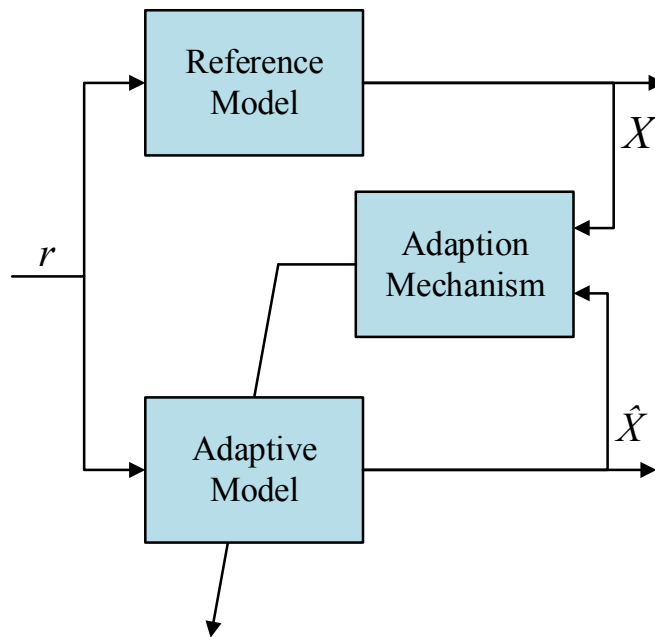 Reference
Model
X
Adaption
Mechanism
r
X̂
Adaptive
Model